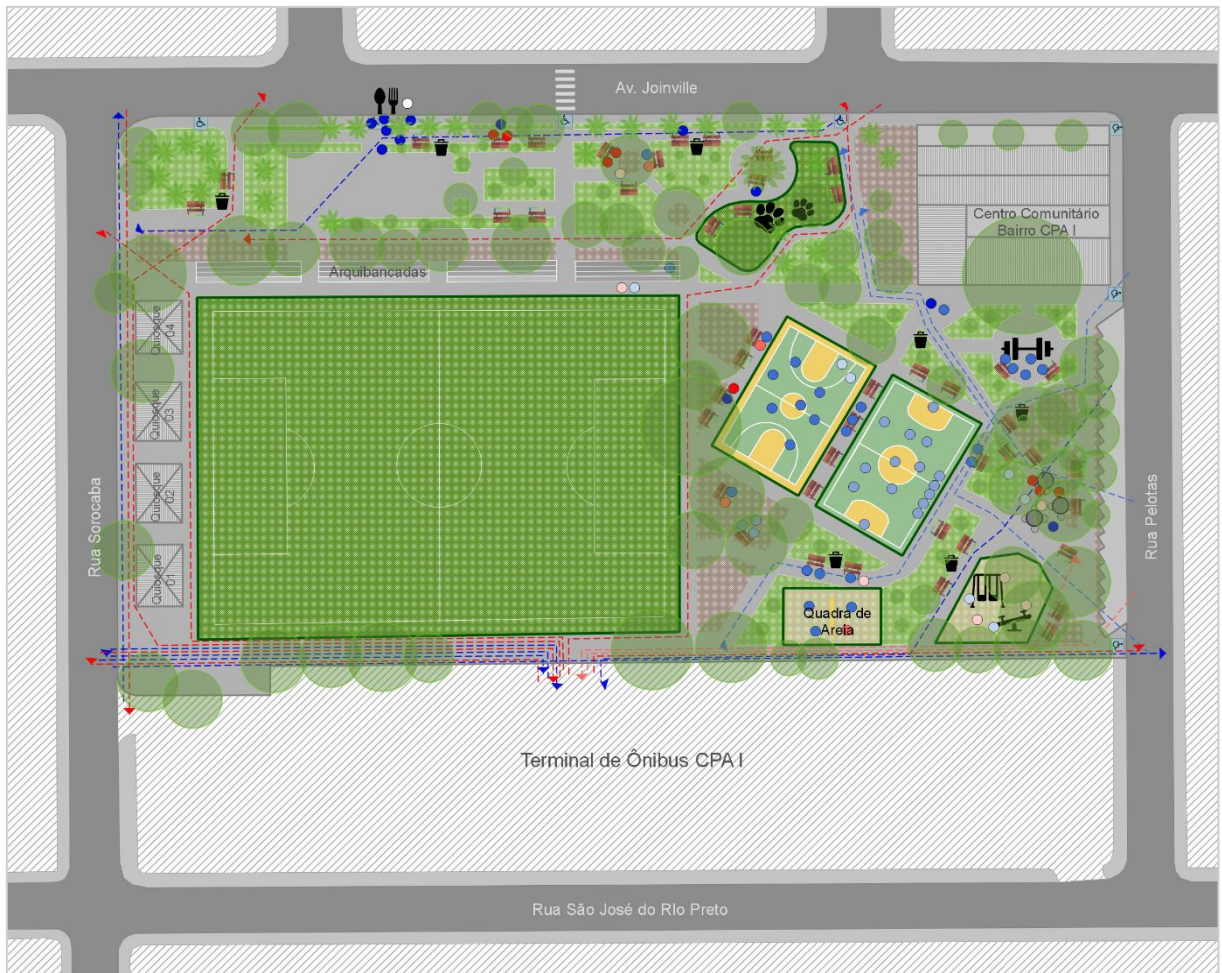 Av. Joinville
Centro Comunitário
Bairro CPA I
Arquibancadas
Quiosque
04
Quiosque
03
Quiosque
02
Quiosque
01
Rua Sorocaba
Rua Pelotas
Quadra de
Areia
Terminal de Ônibus CPA I
Rua São José do RIo Preto